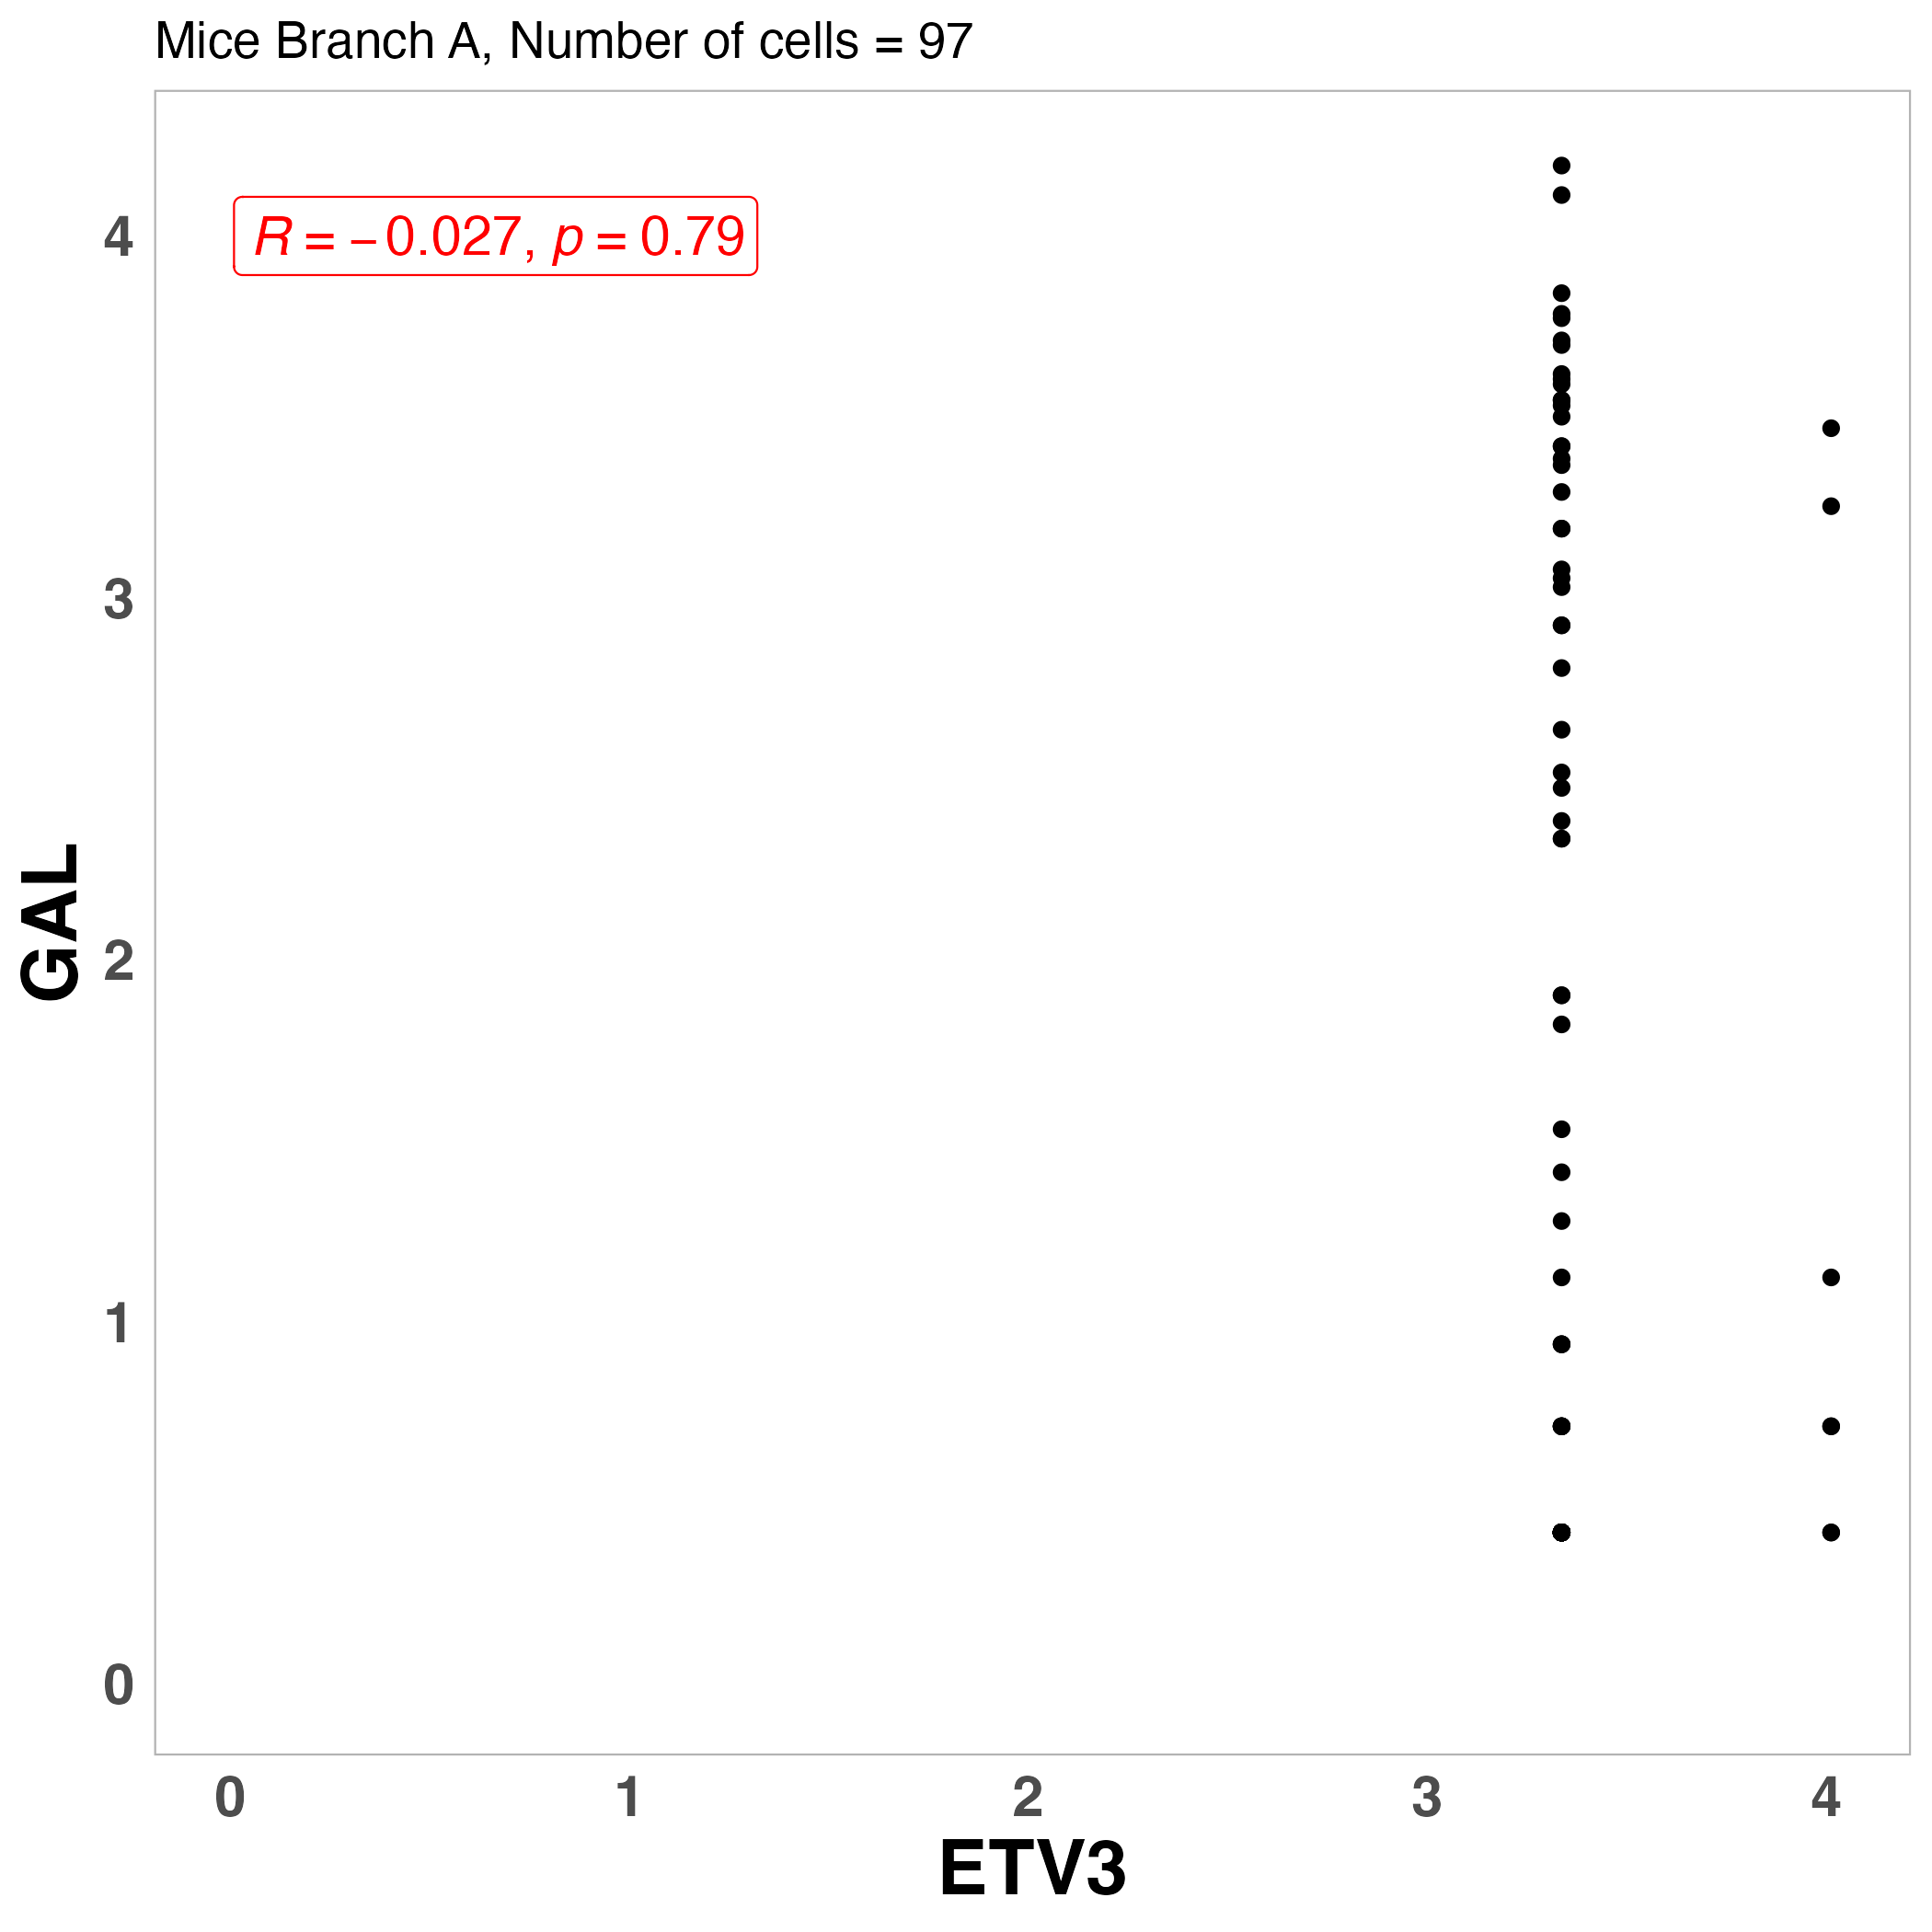 Mice Branch A, Number of cells = 97
R = −0.027, p = 0.79
4
3
2
1
0
GAL
0 1 2 3 4
ETV3